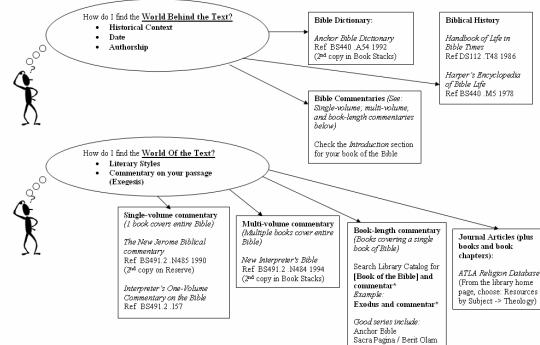 How do I find the World Behind the Text?
• Historical Context
• Date
• Authorship
Bible Dictionary:
Anchor Bible Dictionary
Ref BS440 .A54 1992
(2nd copy in Book Stacks)
Biblical History
Handbook of Life in
Bible Times
Ref DS112 .T48 1986
Harper's Encyclopedia
of Bible Life
Ref BS440 .M5 1978
Bible Commentaries (See:
Single-volume, multi-volume,
and book-length commentaries
below)
Check the Introduction section
for your book of the Bible
?
How do I find the World Of the Text?
• Literary Styles
• Commentary on your passage
(Exegesis)
?
Single-volume commentary
(1 book covers entire Bible)
The New Jerome Biblical
commentary
Ref BS491.2 .N485 1990
(2nd copy on Reserve)
Interpreter's One-Volume
Commentary on the Bible
Ref BS491.2 .I57
Multi-volume commentary
(Multiple books cover entire
Bible)
New Interpreter's Bible
Ref BS491.2 .N484 1994
(2nd copy in Book Stacks)
Book-length commentary
(Books covering a single
book of Bible)
Search Library Catalog for
[Book of the Bible] and
commentar*
Example:
Exodus and commentar*
Good series include:
Anchor Bible
Sacra Pagina / Berit Olam
Journal Articles (plus
books and book
chapters):
ATLA Religion Database
(From the library home
page, choose: Resources
by Subject -> Theology)